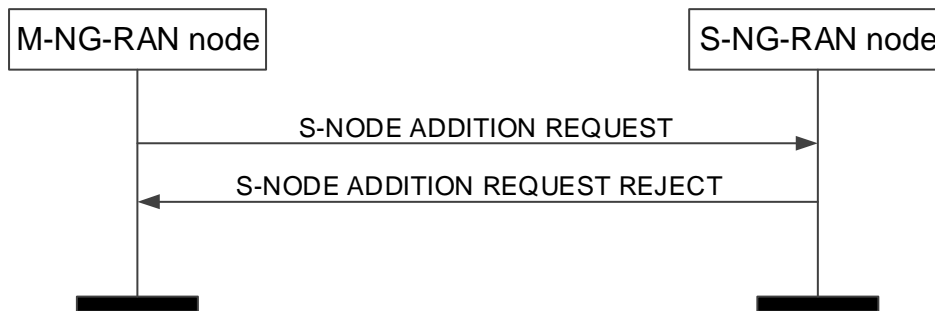 M-NG-RAN node
S-NG-RAN node
S-NODE ADDITION REQUEST
S-NODE ADDITION REQUEST REJECT